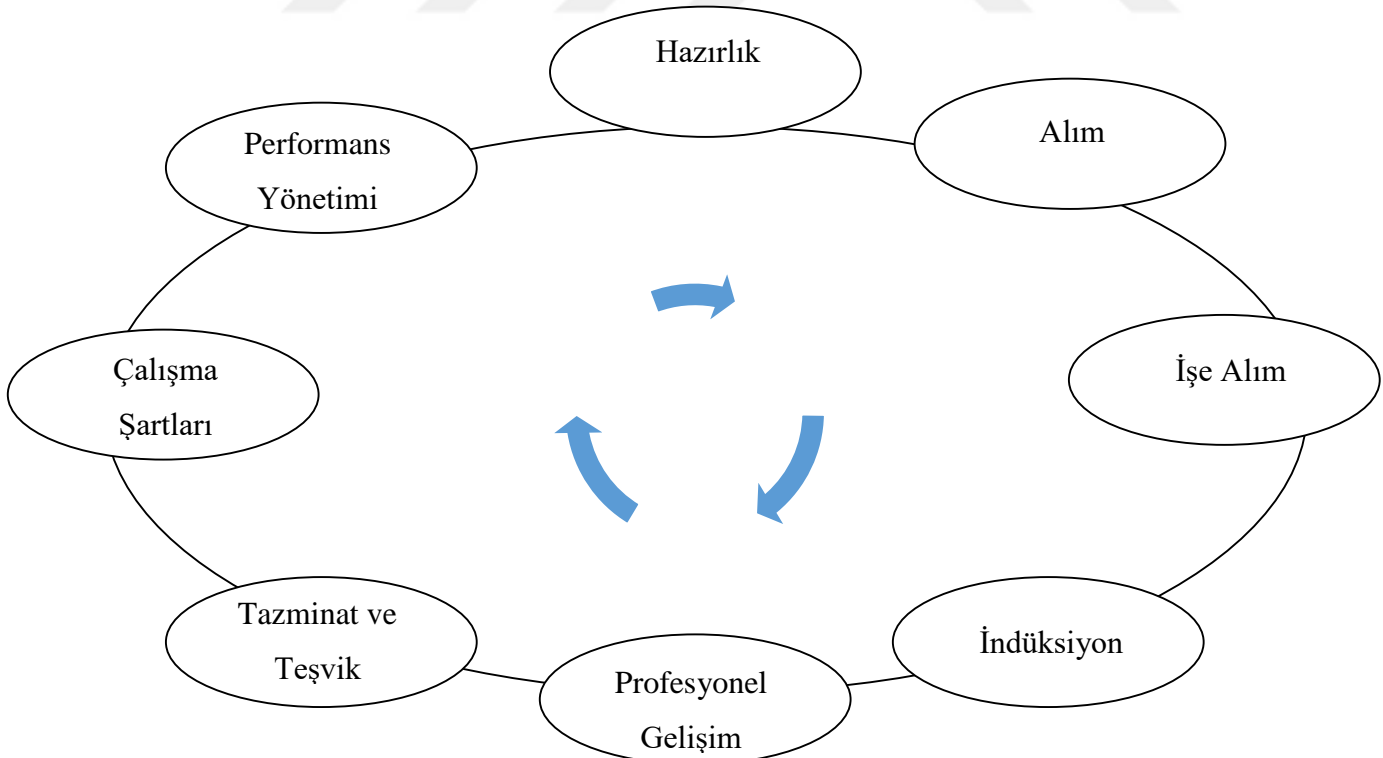 Hazırlık
Alım
İşe Alım
İndüksiyon
Profesyonel
Gelişim
Tazminat ve
Teşvik
Çalışma
Şartları
Performans
Yönetimi